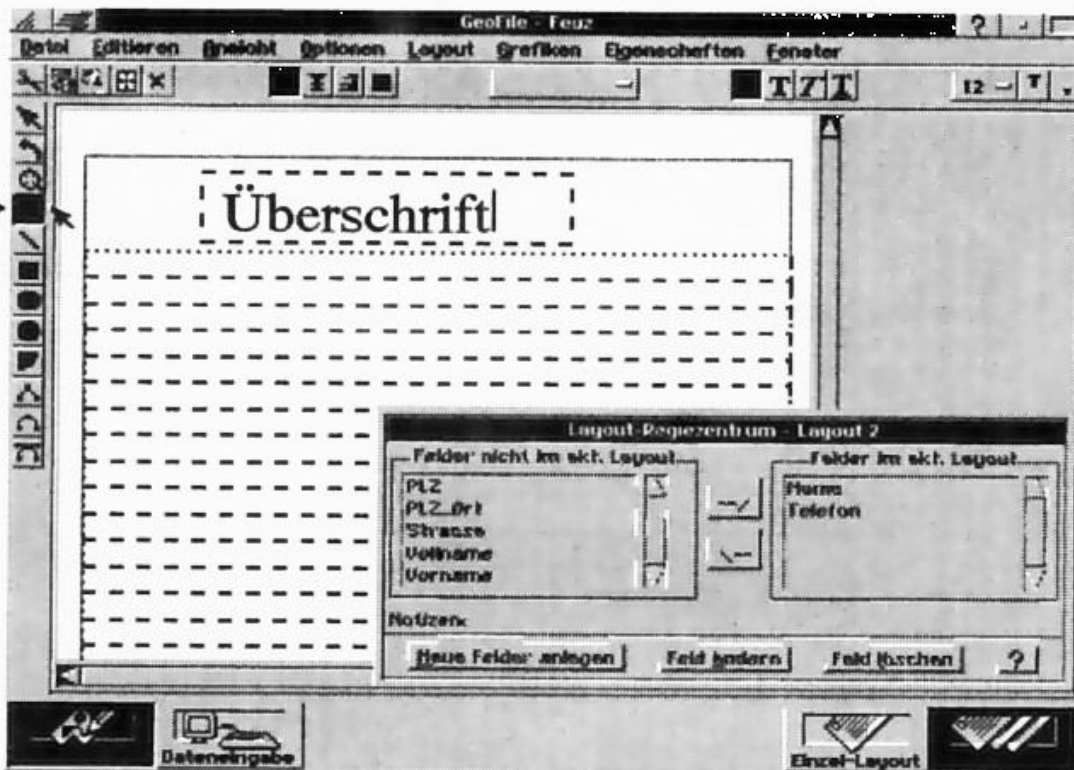 GeoFile - Feuz
Datei Editieren Ansicht Optionen Layout Grafiken Eigenschaften Fenster
T T T 12
Überschrift
Layout-Regiezentrum - Layout 2
Felder nicht im akt. Layout
Felder im akt. Layout
PLZ
PLZ_Ort
Strasse
Vollname
Vorname
Name
Telefon
Notizen:
Neue Felder anlegen Feld ändern Feld löschen ?
Dateneingabe
Einzel-Layout